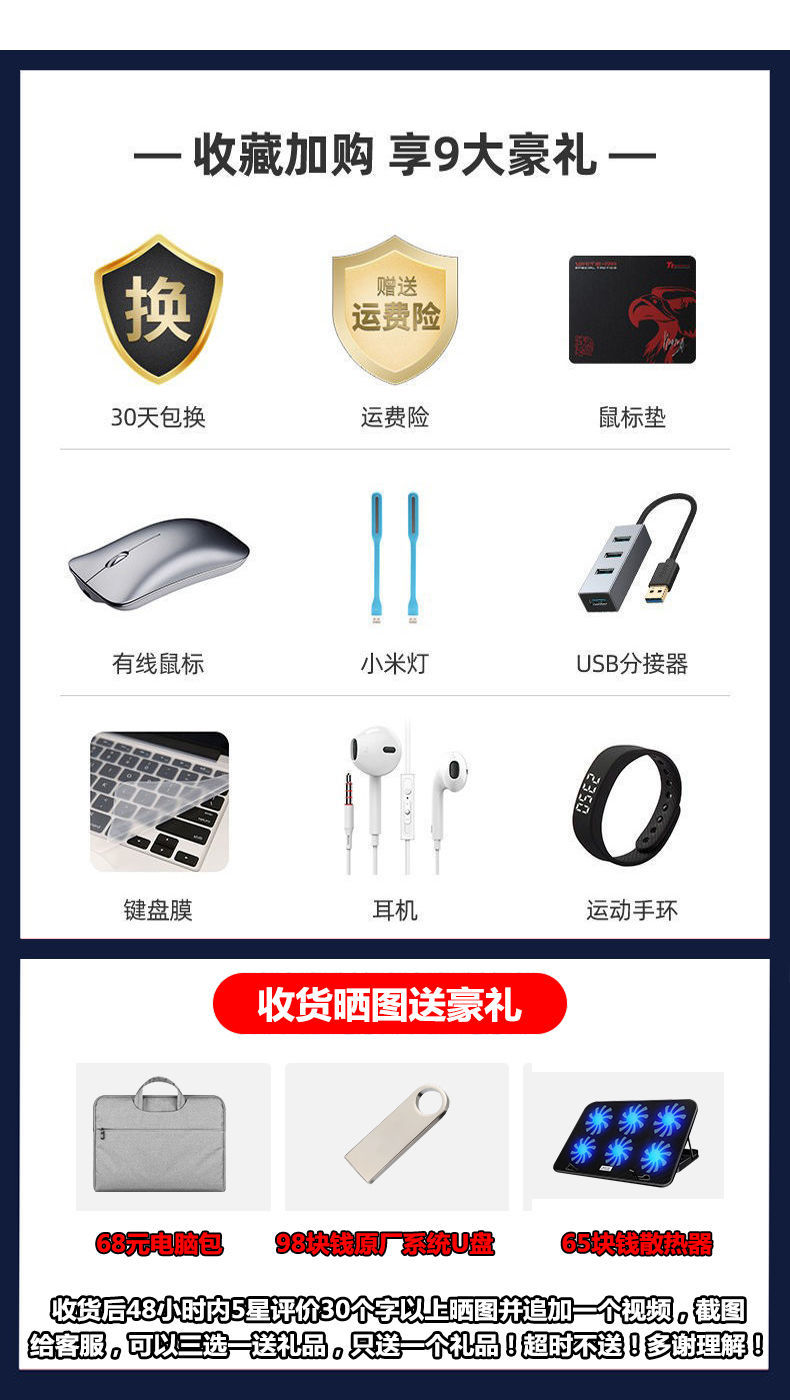 收藏加购 享9大豪礼
换
赠送
运费险
30天包换
运费险
鼠标垫
有线鼠标
小米灯
USB分接器
键盘膜
耳机
运动手环
收货晒图送豪礼
68元电脑包
98块钱原厂系统U盘
65块钱散热器
收货后48小时内5星评价30个字以上晒图并追加一个视频，截图
给客服，可以三选一送礼品，只送一个礼品！超时不送！多谢理解！